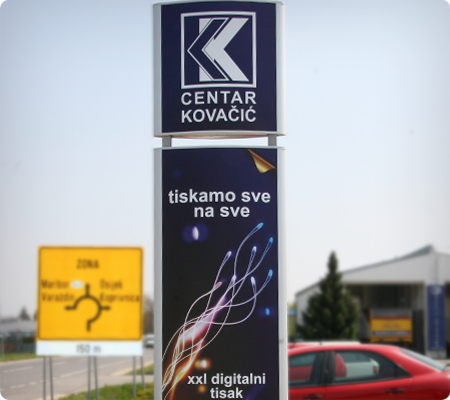 CENTAR
KOVAČIĆ
tiskamo sve
na sve
xxl digitalni
tisak
ZONA
Maribor
Varaždin
Osijek
Koprivnica
150 m